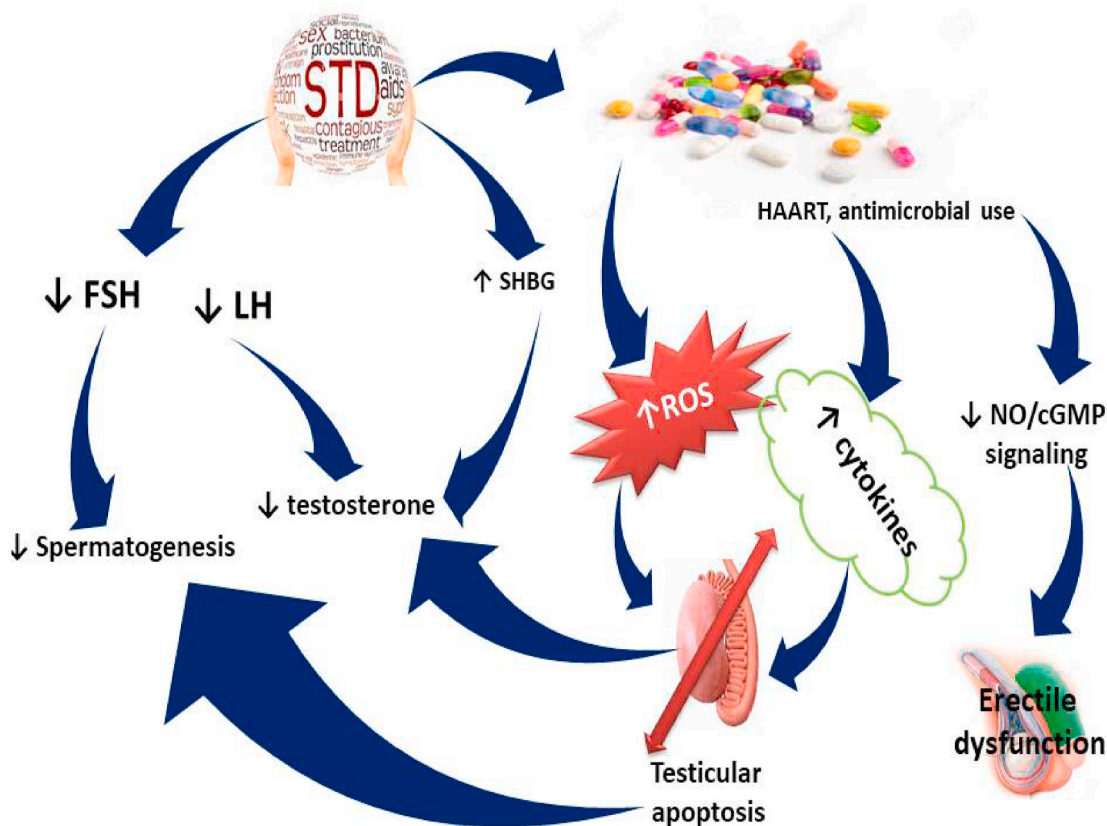 social
sex bacterium
prostitution
STD
aids
contagious
treatment
HAART, antimicrobial use
↓ FSH
↓ LH
↑ SHBG
↑ROS
↑ cytokines
↓ NO/cGMP
signaling
↓ testosterone
↓ Spermatogenesis
Testicular
apoptosis
Erectile
dysfunction